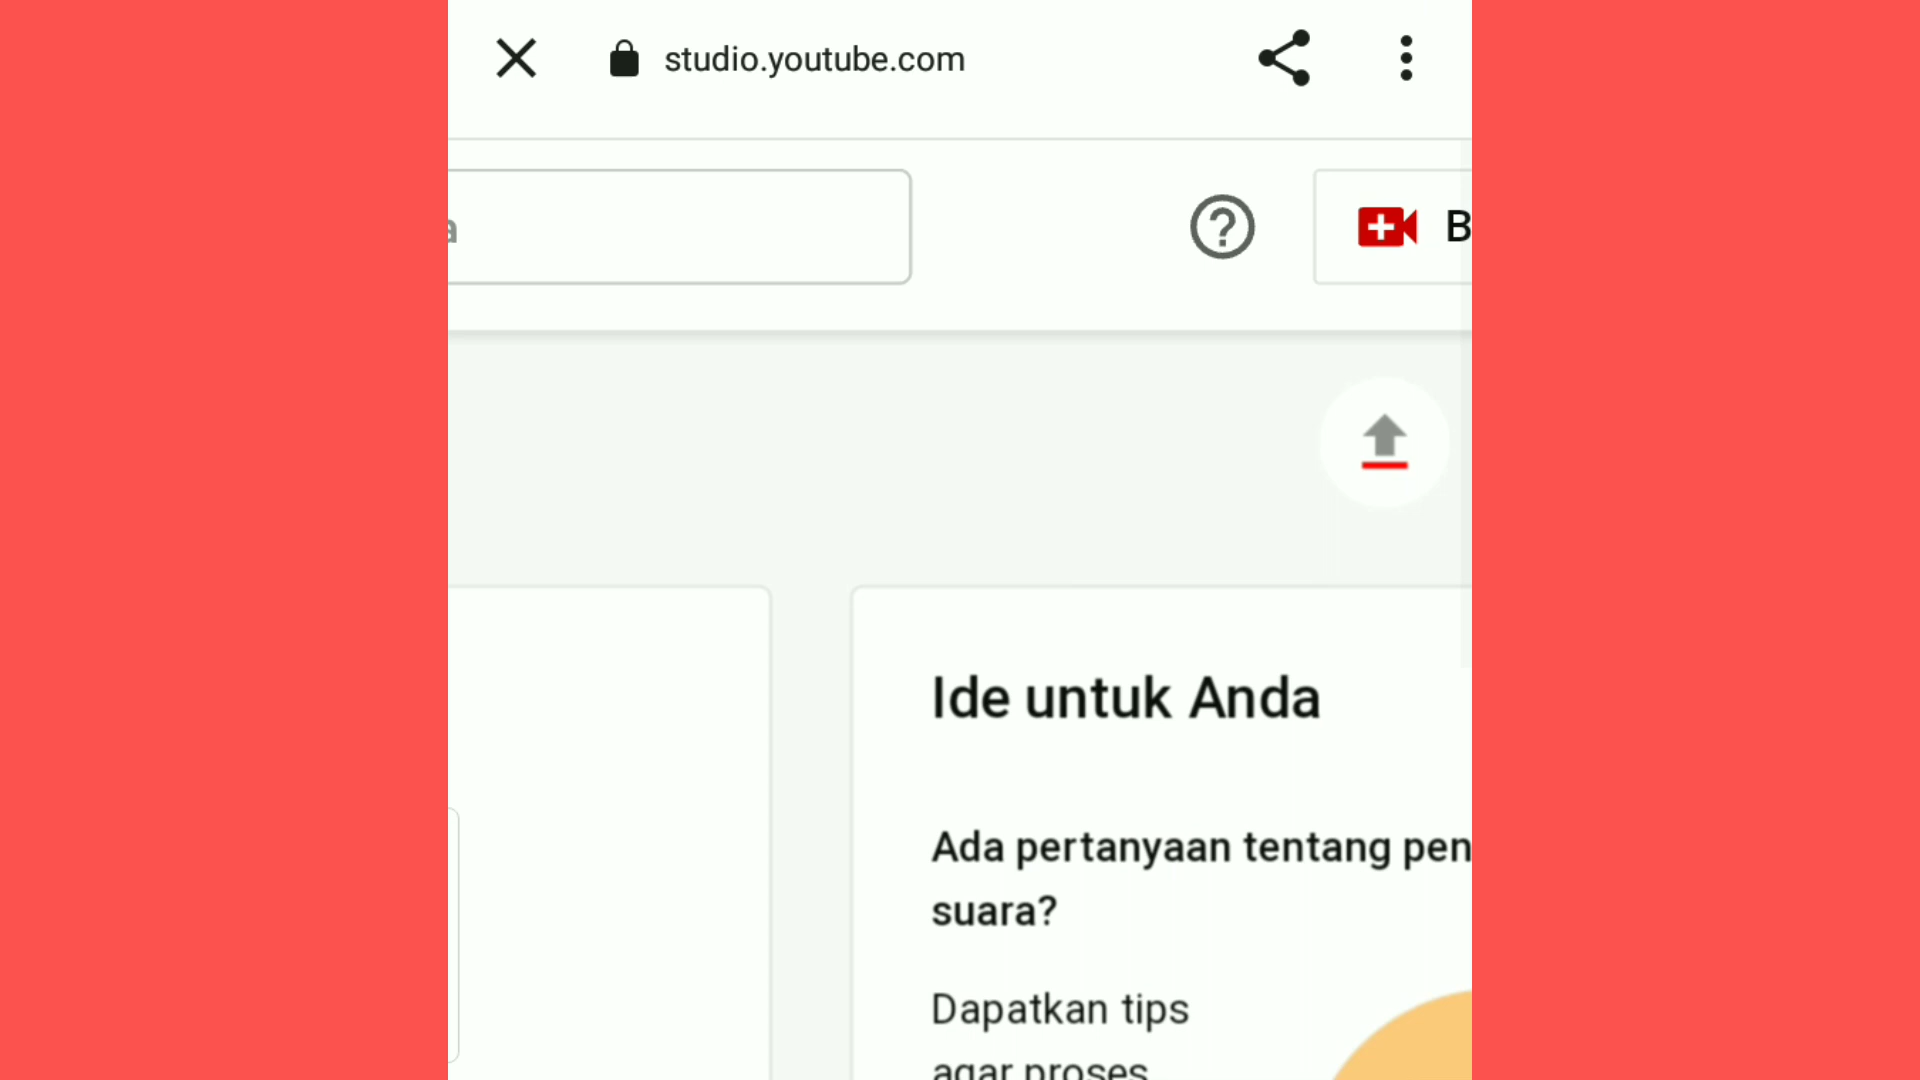 studio.youtube.com
Ide untuk Anda
Ada pertanyaan tentang pen
suara?
Dapatkan tips
agar proses